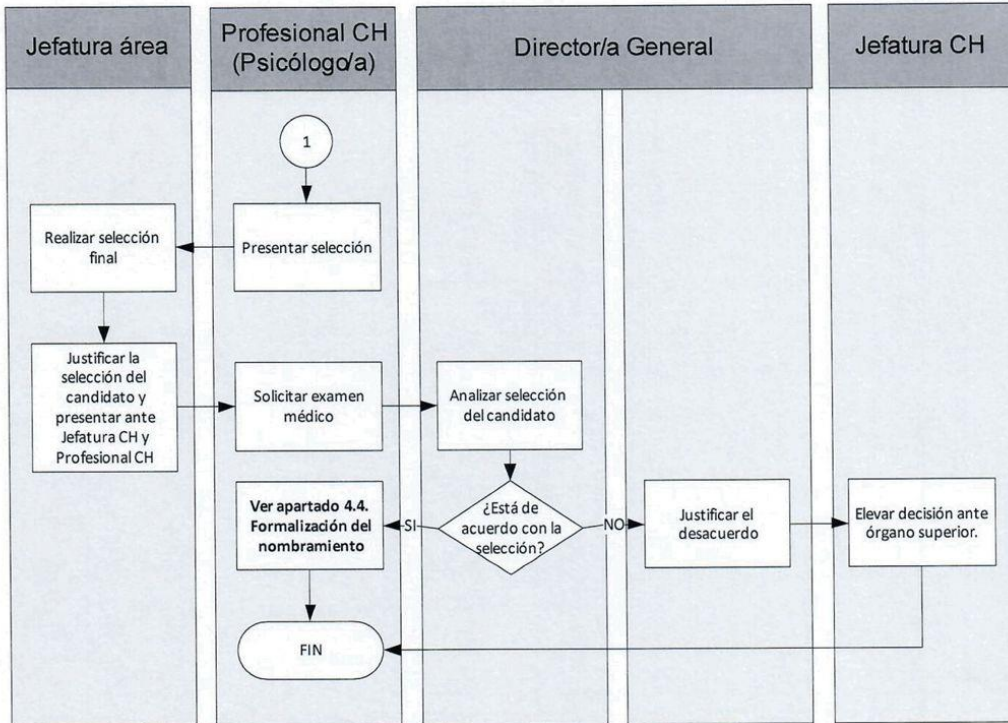 Jefatura área
Profesional CH
(Psicólogo/a)
Director/a General
Jefatura CH
1
Realizar selección
final
Presentar selección
Justificar la
selección del
candidato y
presentar ante
Jefatura CH y
Profesional CH
Solicitar examen
médico
Analizar selección
del candidato
Ver apartado 4.4.
Formalización del
nombramiento
SI
¿Está de
acuerdo con la
selección?
NO
Justificar el
desacuerdo
Elevar decisión ante
órgano superior.
FIN